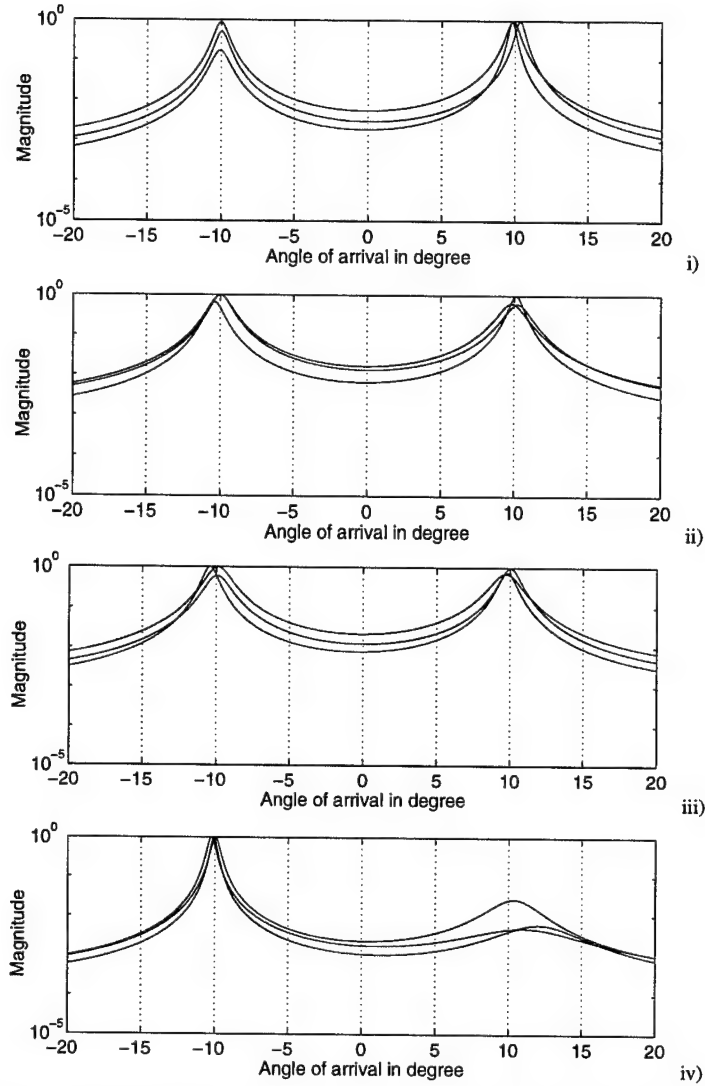 10^0
Magnitude
10^-5
-20 -15 -10 -5 0 5 10 15 20
Angle of arrival in degree
i)
10^0
Magnitude
10^-5
-20 -15 -10 -5 0 5 10 15 20
Angle of arrival in degree
ii)
10^0
Magnitude
10^-5
-20 -15 -10 -5 0 5 10 15 20
Angle of arrival in degree
iii)
10^0
Magnitude
10^-5
-20 -15 -10 -5 0 5 10 15 20
Angle of arrival in degree
iv)